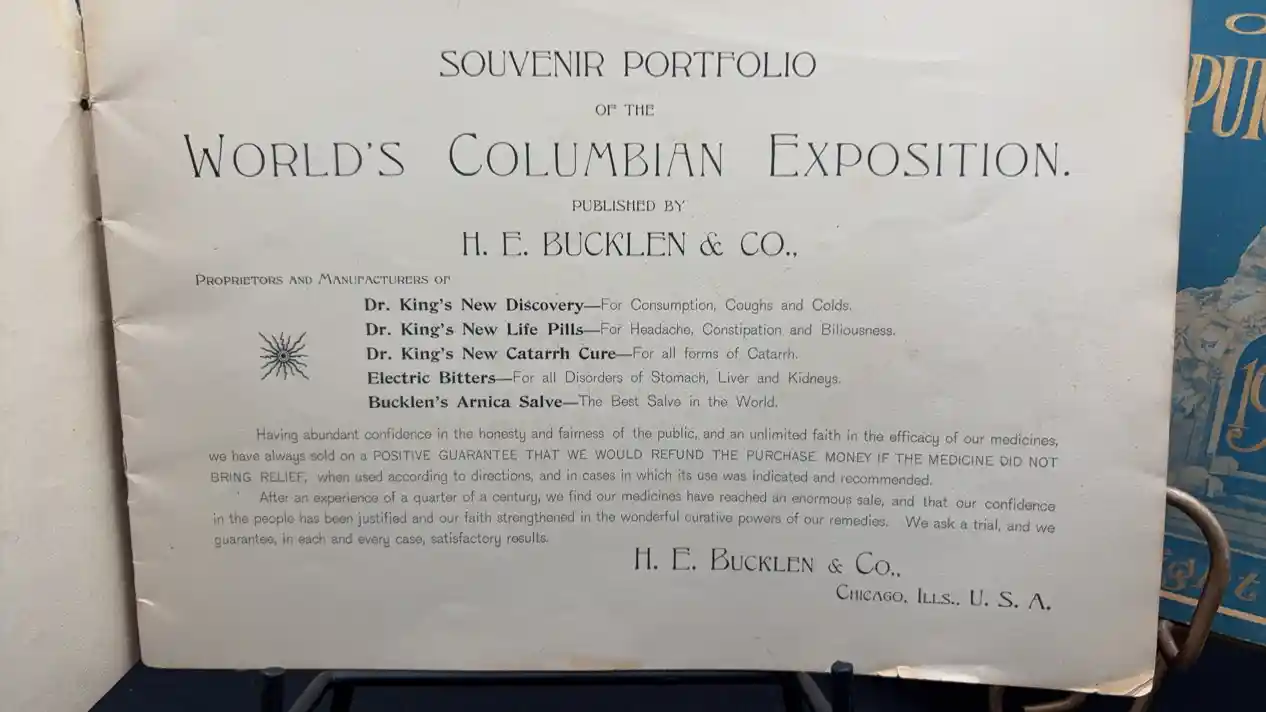 SOUVENIR PORTFOLIO
OF THE
WORLD'S COLUMBIAN EXPOSITION.
PUBLISHED BY
H. E. BUCKLEN & CO.,
PROPRIETORS AND MANUFACTURERS OF
Dr. King's New Discovery—For Consumption, Coughs and Colds.
Dr. King's New Life Pills—For Headache, Constipation and Biliousness.
Dr. King's New Catarrh Cure—For all forms of Catarrh.
Electric Bitters—For all Disorders of Stomach, Liver and Kidneys.
Bucklen's Arnica Salve—The Best Salve in the World.
Having abundant confidence in the honesty and fairness of the public, and an unlimited faith in the efficacy of our medicines,
we have always sold on a POSITIVE GUARANTEE THAT WE WOULD REFUND THE PURCHASE MONEY IF THE MEDICINE DID NOT
BRING RELIEF, when used according to directions, and in cases in which its use was indicated and recommended.
After an experience of a quarter of a century, we find our medicines have reached an enormous sale, and that our confidence
in the people has been justified and our faith strengthened in the wonderful curative powers of our remedies. We ask a trial, and we
guarantee, in each and every case, satisfactory results.
H. E. BUCKLEN & CO.,
CHICAGO, ILLS., U. S. A.